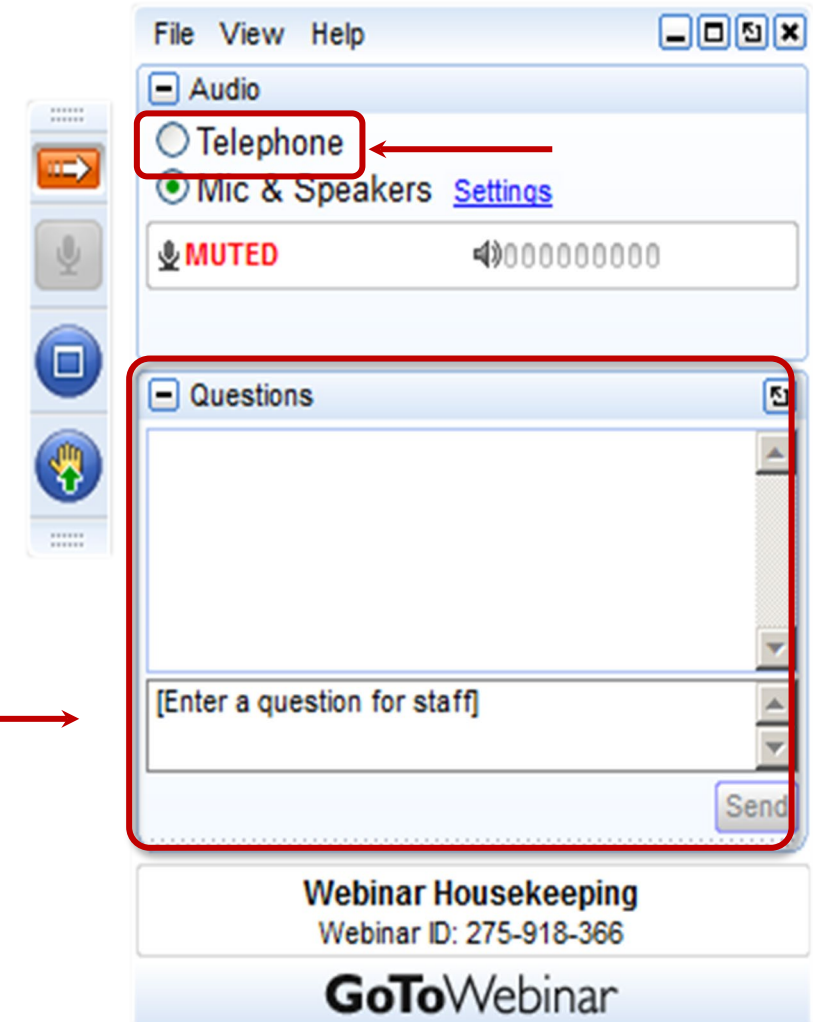 File View Help
Audio
Telephone
Mic & Speakers Settings
MUTED
Questions
[Enter a question for staff]
Send
Webinar Housekeeping
Webinar ID: 275-918-366
GoToWebinar